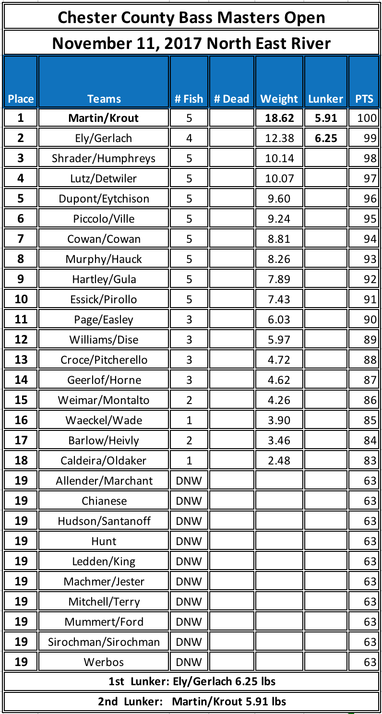 Chester County Bass Masters Open
November 11, 2017 North East River
Place Teams # Fish # Dead Weight Lunker PTS
1 Martin/Krout 5 18.62 5.91 100
2 Ely/Gerlach 4 12.38 6.25 99
3 Shrader/Humphreys 5 10.14 98
4 Lutz/Detwiler 5 10.07 97
5 Dupont/Eytchison 5 9.60 96
6 Piccolo/Ville 5 9.24 95
7 Cowan/Cowan 5 8.81 94
8 Murphy/Hauck 5 8.26 93
9 Hartley/Gula 5 7.89 92
10 Essick/Pirollo 5 7.43 91
11 Page/Easley 3 6.03 90
12 Williams/Dise 3 5.97 89
13 Croce/Pitcherello 3 4.72 88
14 Geerlof/Horne 3 4.62 87
15 Weimar/Montalto 2 4.26 86
16 Waeckel/Wade 1 3.90 85
17 Barlow/Heivly 2 3.46 84
18 Caldeira/Oldaker 1 2.48 83
19 Allender/Marchant DNW 63
19 Chianese DNW 63
19 Hudson/Santanoff DNW 63
19 Hunt DNW 63
19 Ledden/King DNW 63
19 Machmer/Jester DNW 63
19 Mitchell/Terry DNW 63
19 Mummert/Ford DNW 63
19 Sirochman/Sirochman DNW 63
19 Werbos DNW 63
1st Lunker: Ely/Gerlach 6.25 lbs
2nd Lunker: Martin/Krout 5.91 lbs